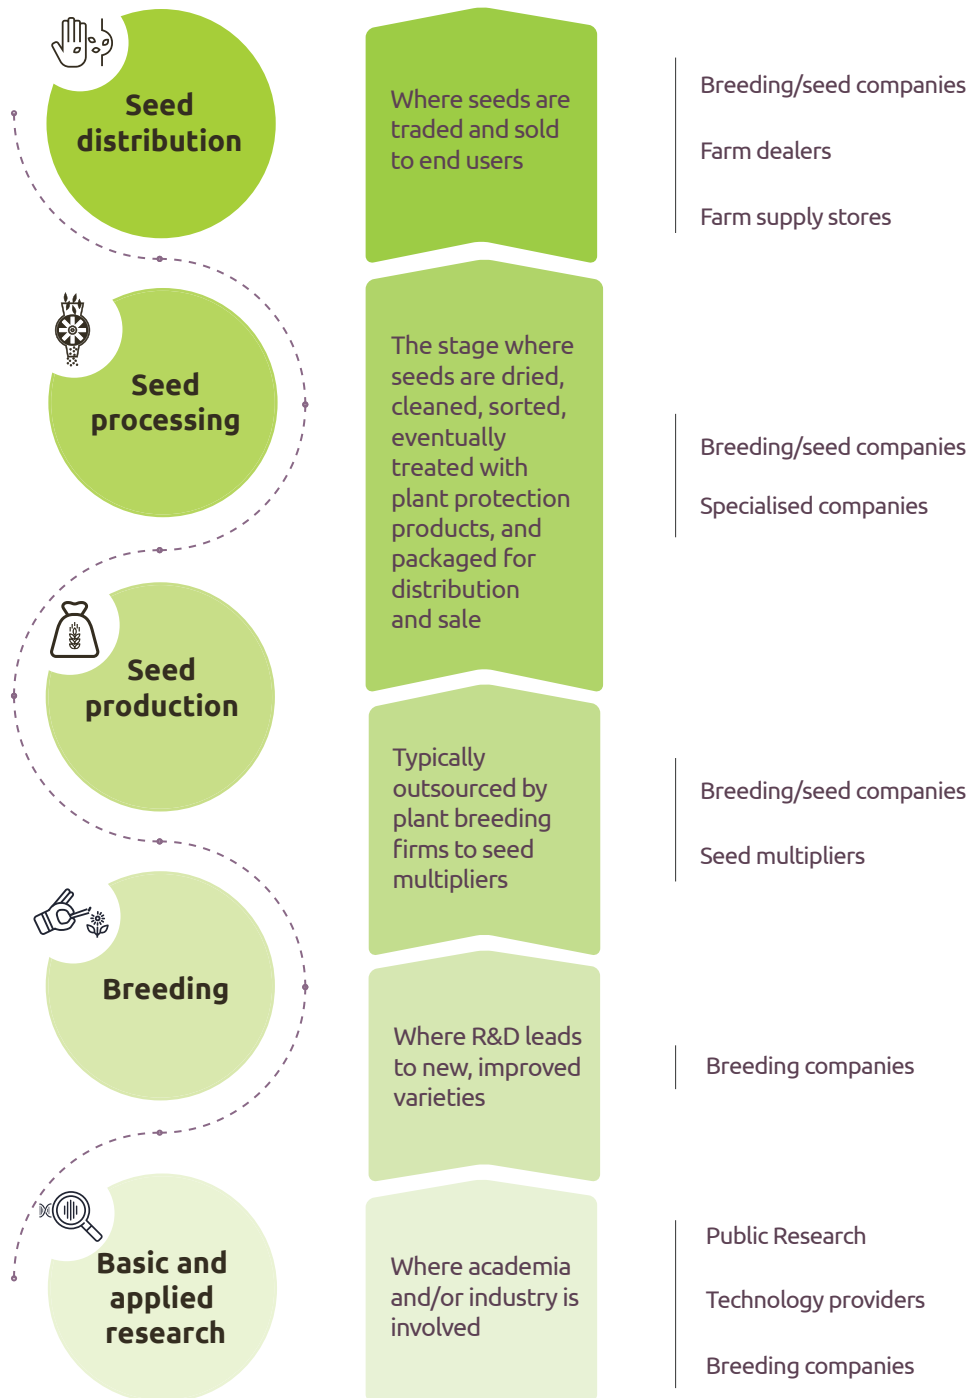 Seed
distribution
Where seeds are
traded and sold
to end users
Breeding/seed companies
Farm dealers
Farm supply stores
Seed
processing
The stage where
seeds are dried,
cleaned, sorted,
eventually
treated with
plant protection
products, and
packaged for
distribution
and sale
Breeding/seed companies
Specialised companies
Seed
production
Typically
outsourced by
plant breeding
firms to seed
multipliers
Breeding/seed companies
Seed multipliers
Breeding
Where R&D leads
to new, improved
varieties
Breeding companies
Basic and
applied
research
Where academia
and/or industry is
involved
Public Research
Technology providers
Breeding companies